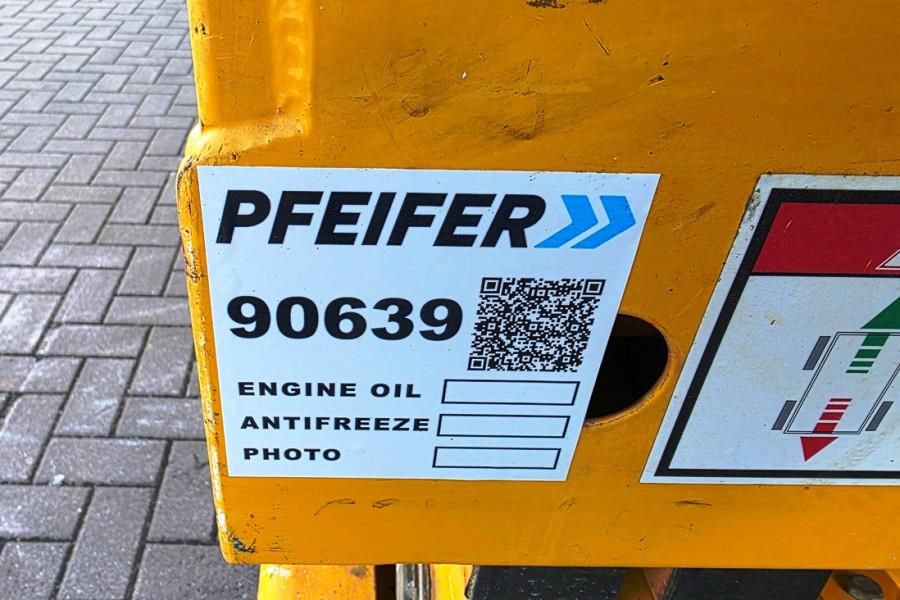 PFEIFER
90639
ENGINE OIL
ANTIFREEZE
PHOTO